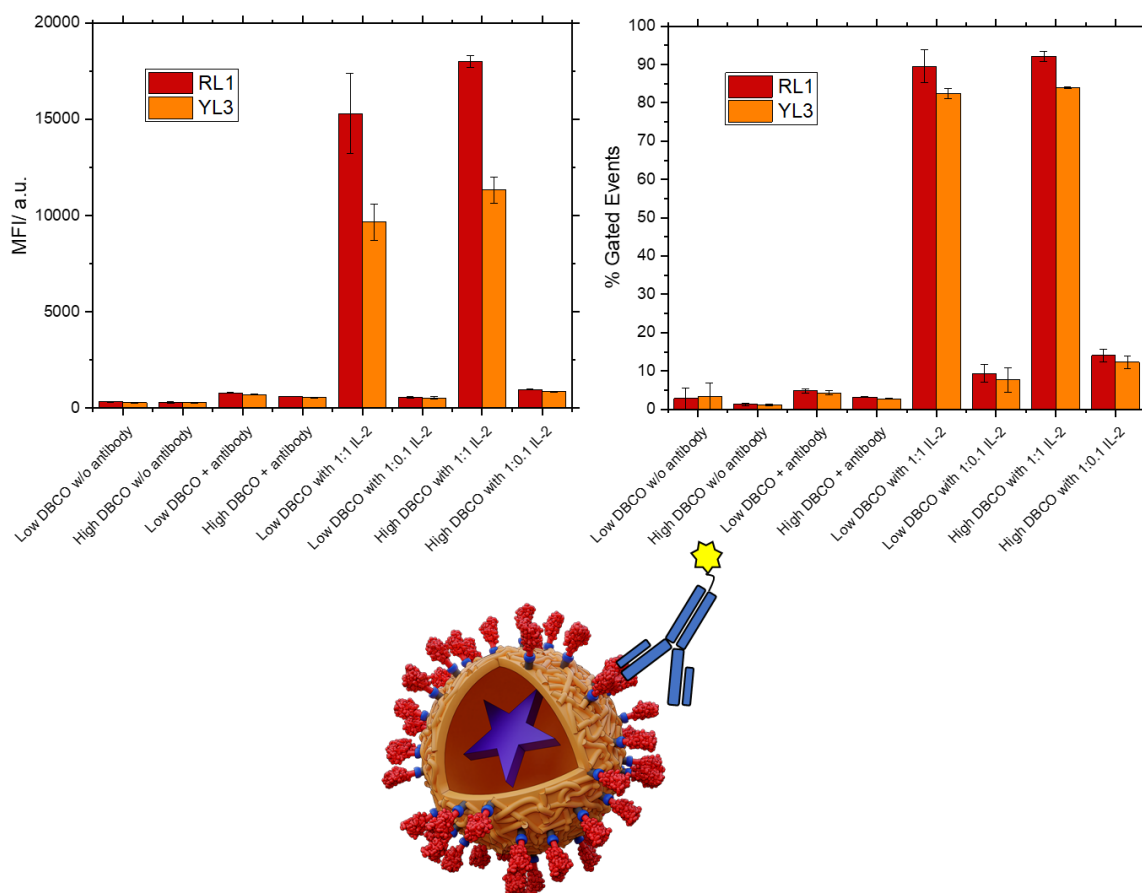 20000
15000
10000
5000
0
MFI/ a.u.
RL1
YL3
Low DBCO w/o antibody
High DBCO w/o antibody
Low DBCO + antibody
High DBCO + antibody
Low DBCO with 1:1 IL-2
Low DBCO with 1:0.1 IL-2
High DBCO with 1:1 IL-2
High DBCO with 1:0.1 IL-2
100
90
80
70
60
50
40
30
20
10
0
% Gated Events
RL1
YL3
Low DBCO w/o antibody
High DBCO w/o antibody
Low DBCO + antibody
High DBCO + antibody
Low DBCO with 1:1 IL-2
Low DBCO with 1:0.1 IL-2
High DBCO with 1:1 IL-2
High DBCO with 1:0.1 IL-2